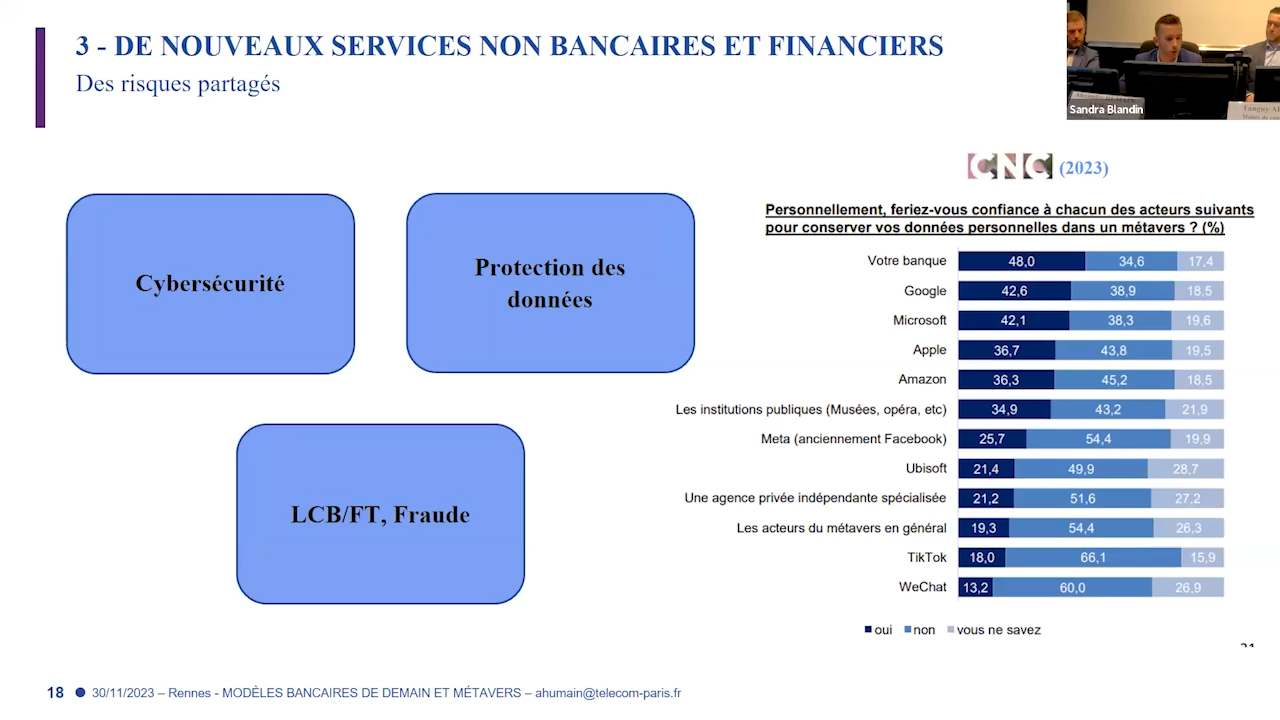 3 - DE NOUVEAUX SERVICES NON BANCAIRES ET FINANCIERS
Des risques partagés
Sandra Blandin
Cybersécurité
Protection des
données
LCB/FT, Fraude
CNC (2023)
Personnellement, feriez-vous confiance à chacun des acteurs suivants
pour conserver vos données personnelles dans un métavers ? (%)
Votre banque 48,0 34,6 17,4
Google 42,6 38,9 18,5
Microsoft 42,1 38,3 19,6
Apple 36,7 43,8 19,5
Amazon 36,3 45,2 18,5
Les institutions publiques (Musées, opéra, etc) 34,9 43,2 21,9
Meta (anciennement Facebook) 25,7 54,4 19,9
Ubisoft 21,4 49,9 28,7
Une agence privée indépendante spécialisée 21,2 51,6 27,2
Les acteurs du métavers en général 19,3 54,4 26,3
TikTok 18,0 66,1 15,9
WeChat 13,2 60,0 26,9
oui non vous ne savez
18 30/11/2023 – Rennes - MODÈLES BANCAIRES DE DEMAIN ET MÉTAVERS – ahumain@telecom-paris.fr